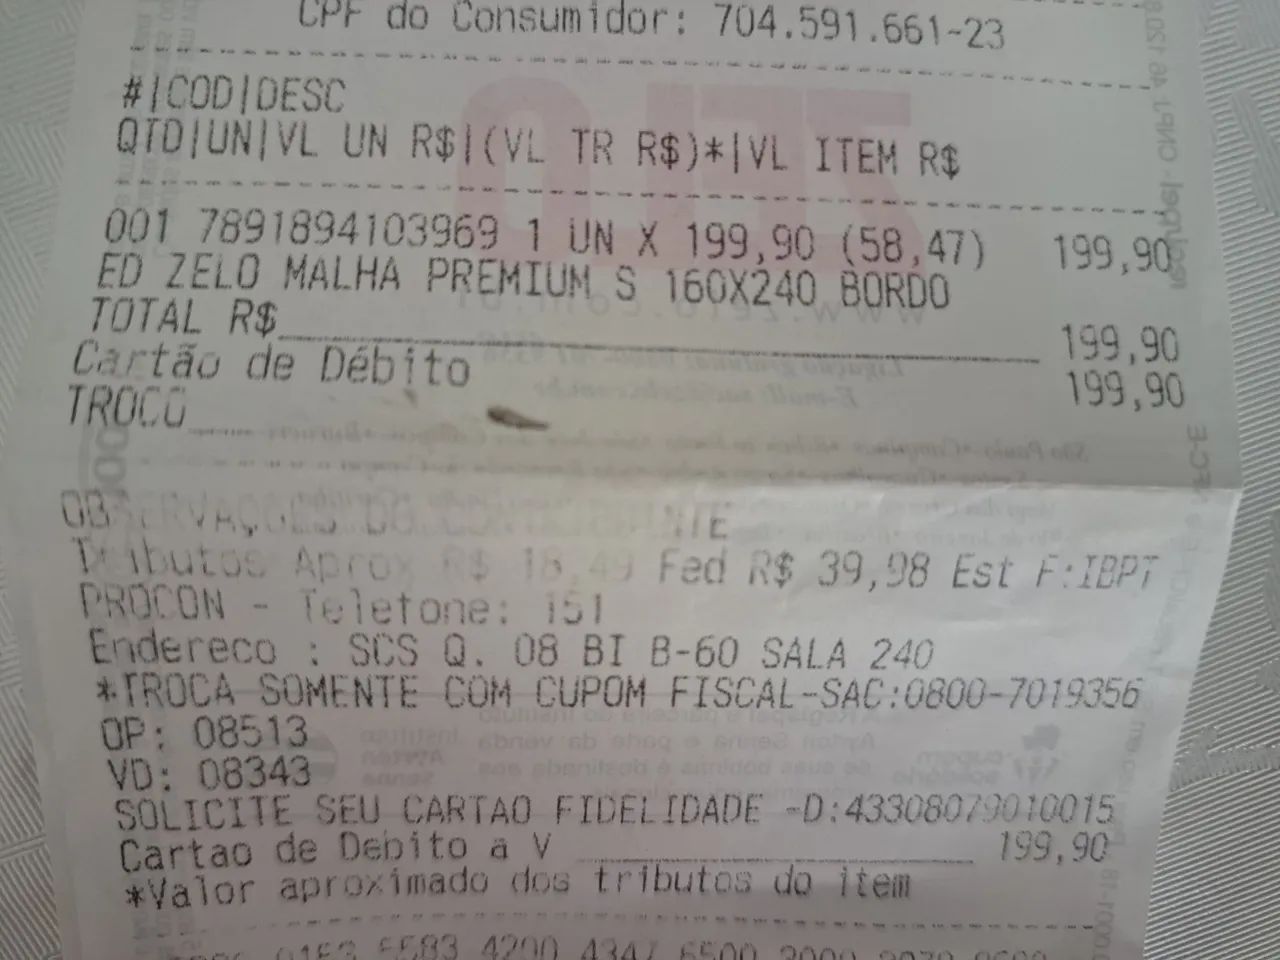 CPF do Consumidor: 704.591.661-23
#|COD|DESC
QTD|UN|VL UN R$|(VL TR R$)*|VL ITEM R$
001 7891894103969 1 UN X 199,90 (58,47) 199,90
ED ZELO MALHA PREMIUM S 160X240 BORDO
TOTAL R$ 199,90
Cartão de Débito 199,90
TROCO
OBSERVAÇOES DO
Tributos Aprox R$ 18,49 Fed R$ 39,98 Est F:IBPT
PROCON - Telefone: 151
Endereco : SCS Q. 08 Bl B-60 SALA 240
*TROCA SOMENTE COM CUPOM FISCAL-SAC:0800-7019356
OP: 08513
VD: 08343
SOLICITE SEU CARTAO FIDELIDADE -D:43308079010015
Cartao de Debito a V 199,90
*Valor aproximado dos tributos do item